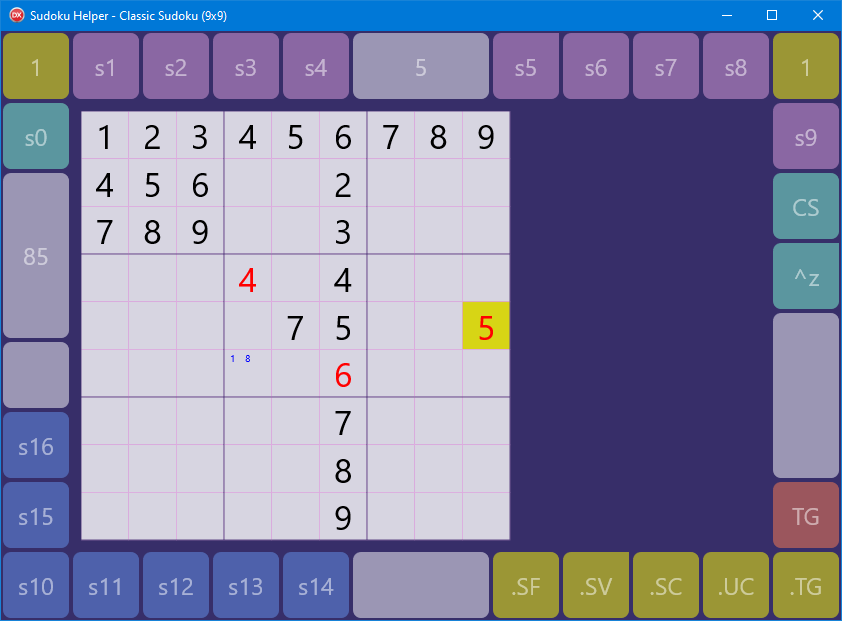 DX Sudoku Helper - Classic Sudoku (9x9)
1 s1 s2 s3 s4 5 s5 s6 s7 s8 1
s0 s9
1 2 3 4 5 6 7 8 9
4 5 6 2
CS
7 8 9 3
85
4 4
^z
7 5 5
1 8
6
7
s16
8
9
s15 TG
s10 s11 s12 s13 s14 .SF .SV .SC .UC .TG